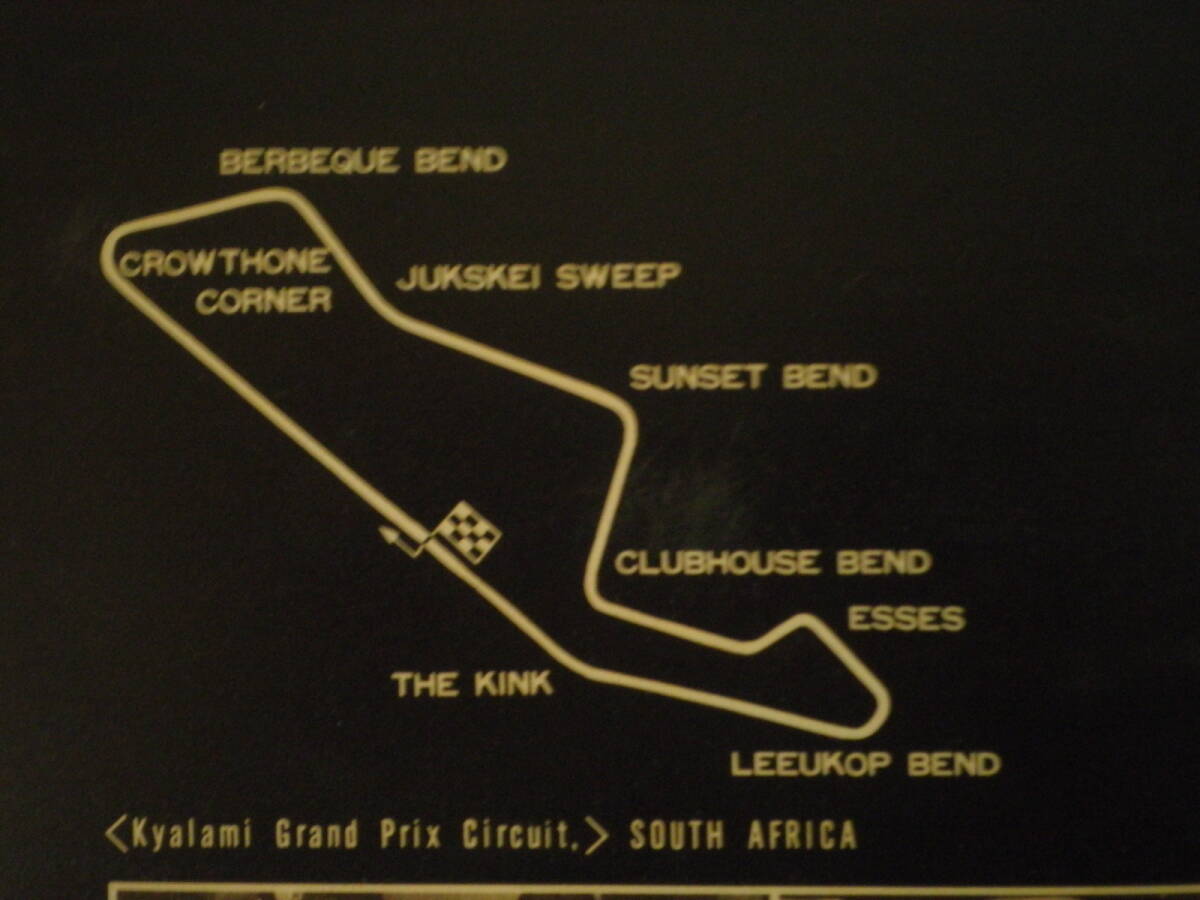 BERBEQUE BEND
CROWTHONE
CORNER
JUKSKEI SWEEP
SUNSET BEND
CLUBHOUSE BEND
ESSES
THE KINK
LEEUKOP BEND
<Kyalami Grand Prix Circuit.> SOUTH AFRICA